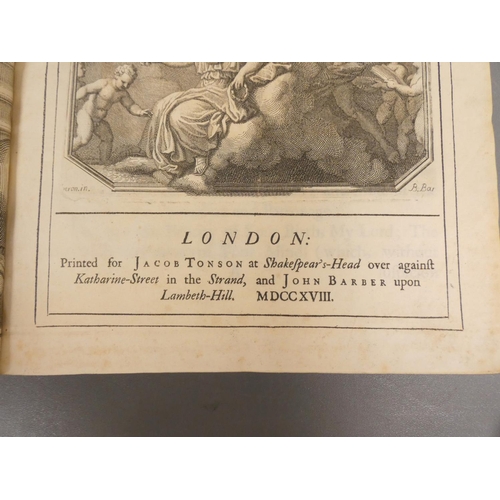 LONDON:
Printed for JACOB TONSON at Shakeſpear's-Head over againſt
Katharine-Street in the Strand, and JOHN BARBER upon
Lambeth-Hill. MDCCXVIII.